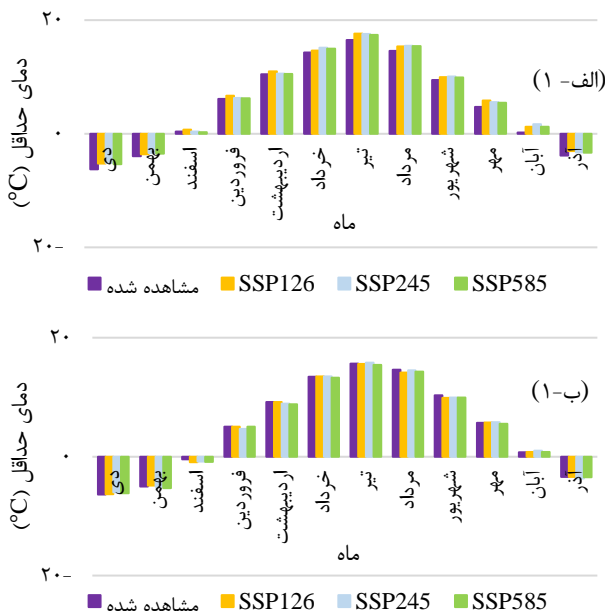 ۲۰
(الف- ۱)
دمای حداقل (°C)
۰
دی
بهمن
اسفند
فروردین
اردیبهشت
خرداد
تیر
مرداد
شهریور
مهر
آبان
آذر
ماه
۲۰-
مشاهده شده SSP126 SSP245 SSP585
۲۰
(ب-۱)
دمای حداقل (°C)
۰
دی
بهمن
اسفند
فروردین
اردیبهشت
خرداد
تیر
مرداد
شهریور
مهر
آبان
آذر
ماه
۲۰-
مشاهده شده SSP126 SSP245 SSP585